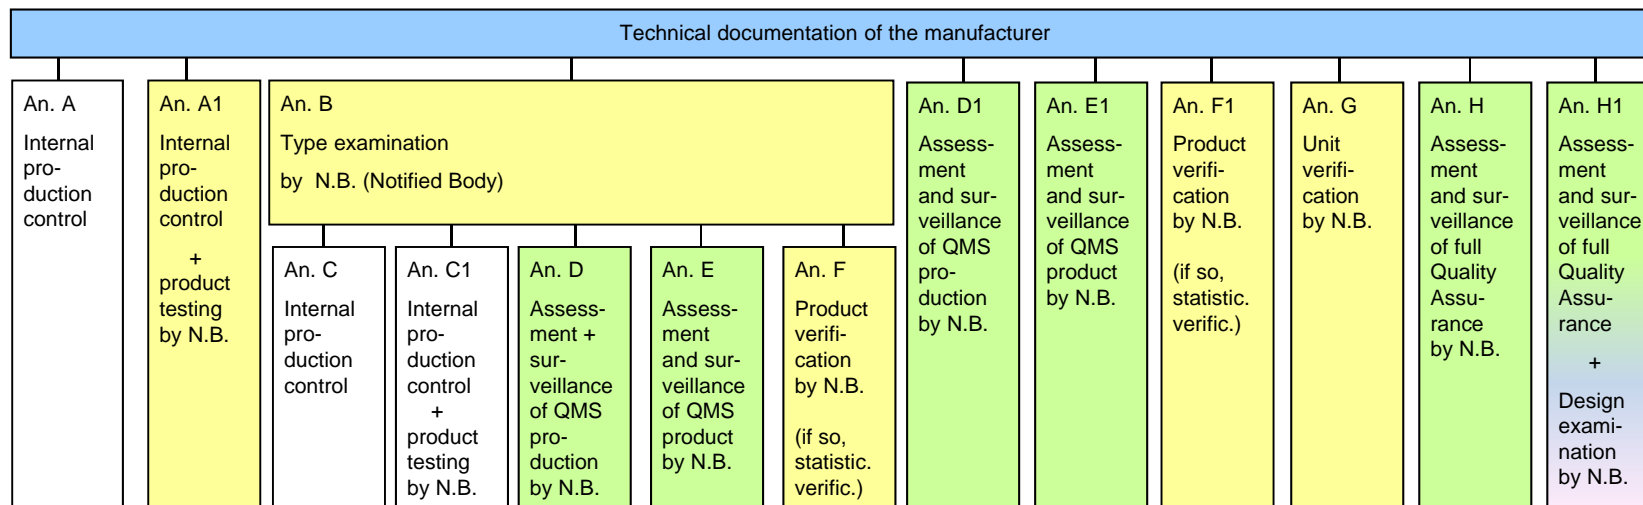 Technical documentation of the manufacturer
An. A
Internal
pro-
duction
control
An. A1
Internal
pro-
duction
control
+
product
testing
by N.B.
An. B
Type examination
by N.B. (Notified Body)
An. C
Internal
pro-
duction
control
An. C1
Internal
pro-
duction
control
+
product
testing
by N.B.
An. D
Assess-
ment +
sur-
veillance
of QMS
pro-
duction
by N.B.
An. E
Assess-
ment
and sur-
veillance
of QMS
product
by N.B.
An. F
Product
verifi-
cation
by N.B.
(if so,
statistic.
verific.)
An. D1
Assess-
ment
and sur-
veillance
of QMS
pro-
duction
by N.B.
An. E1
Assess-
ment
and sur-
veillance
of QMS
product
by N.B.
An. F1
Product
verifi-
cation
by N.B.
(if so,
statistic.
verific.)
An. G
Unit
verifi-
cation
by N.B.
An. H
Assess-
ment
and sur-
veillance
of full
Quality
Assu-
rance
by N.B.
An. H1
Assess-
ment
and sur-
veillance
of full
Quality
Assu-
rance
+
Design
exami-
nation
by N.B.